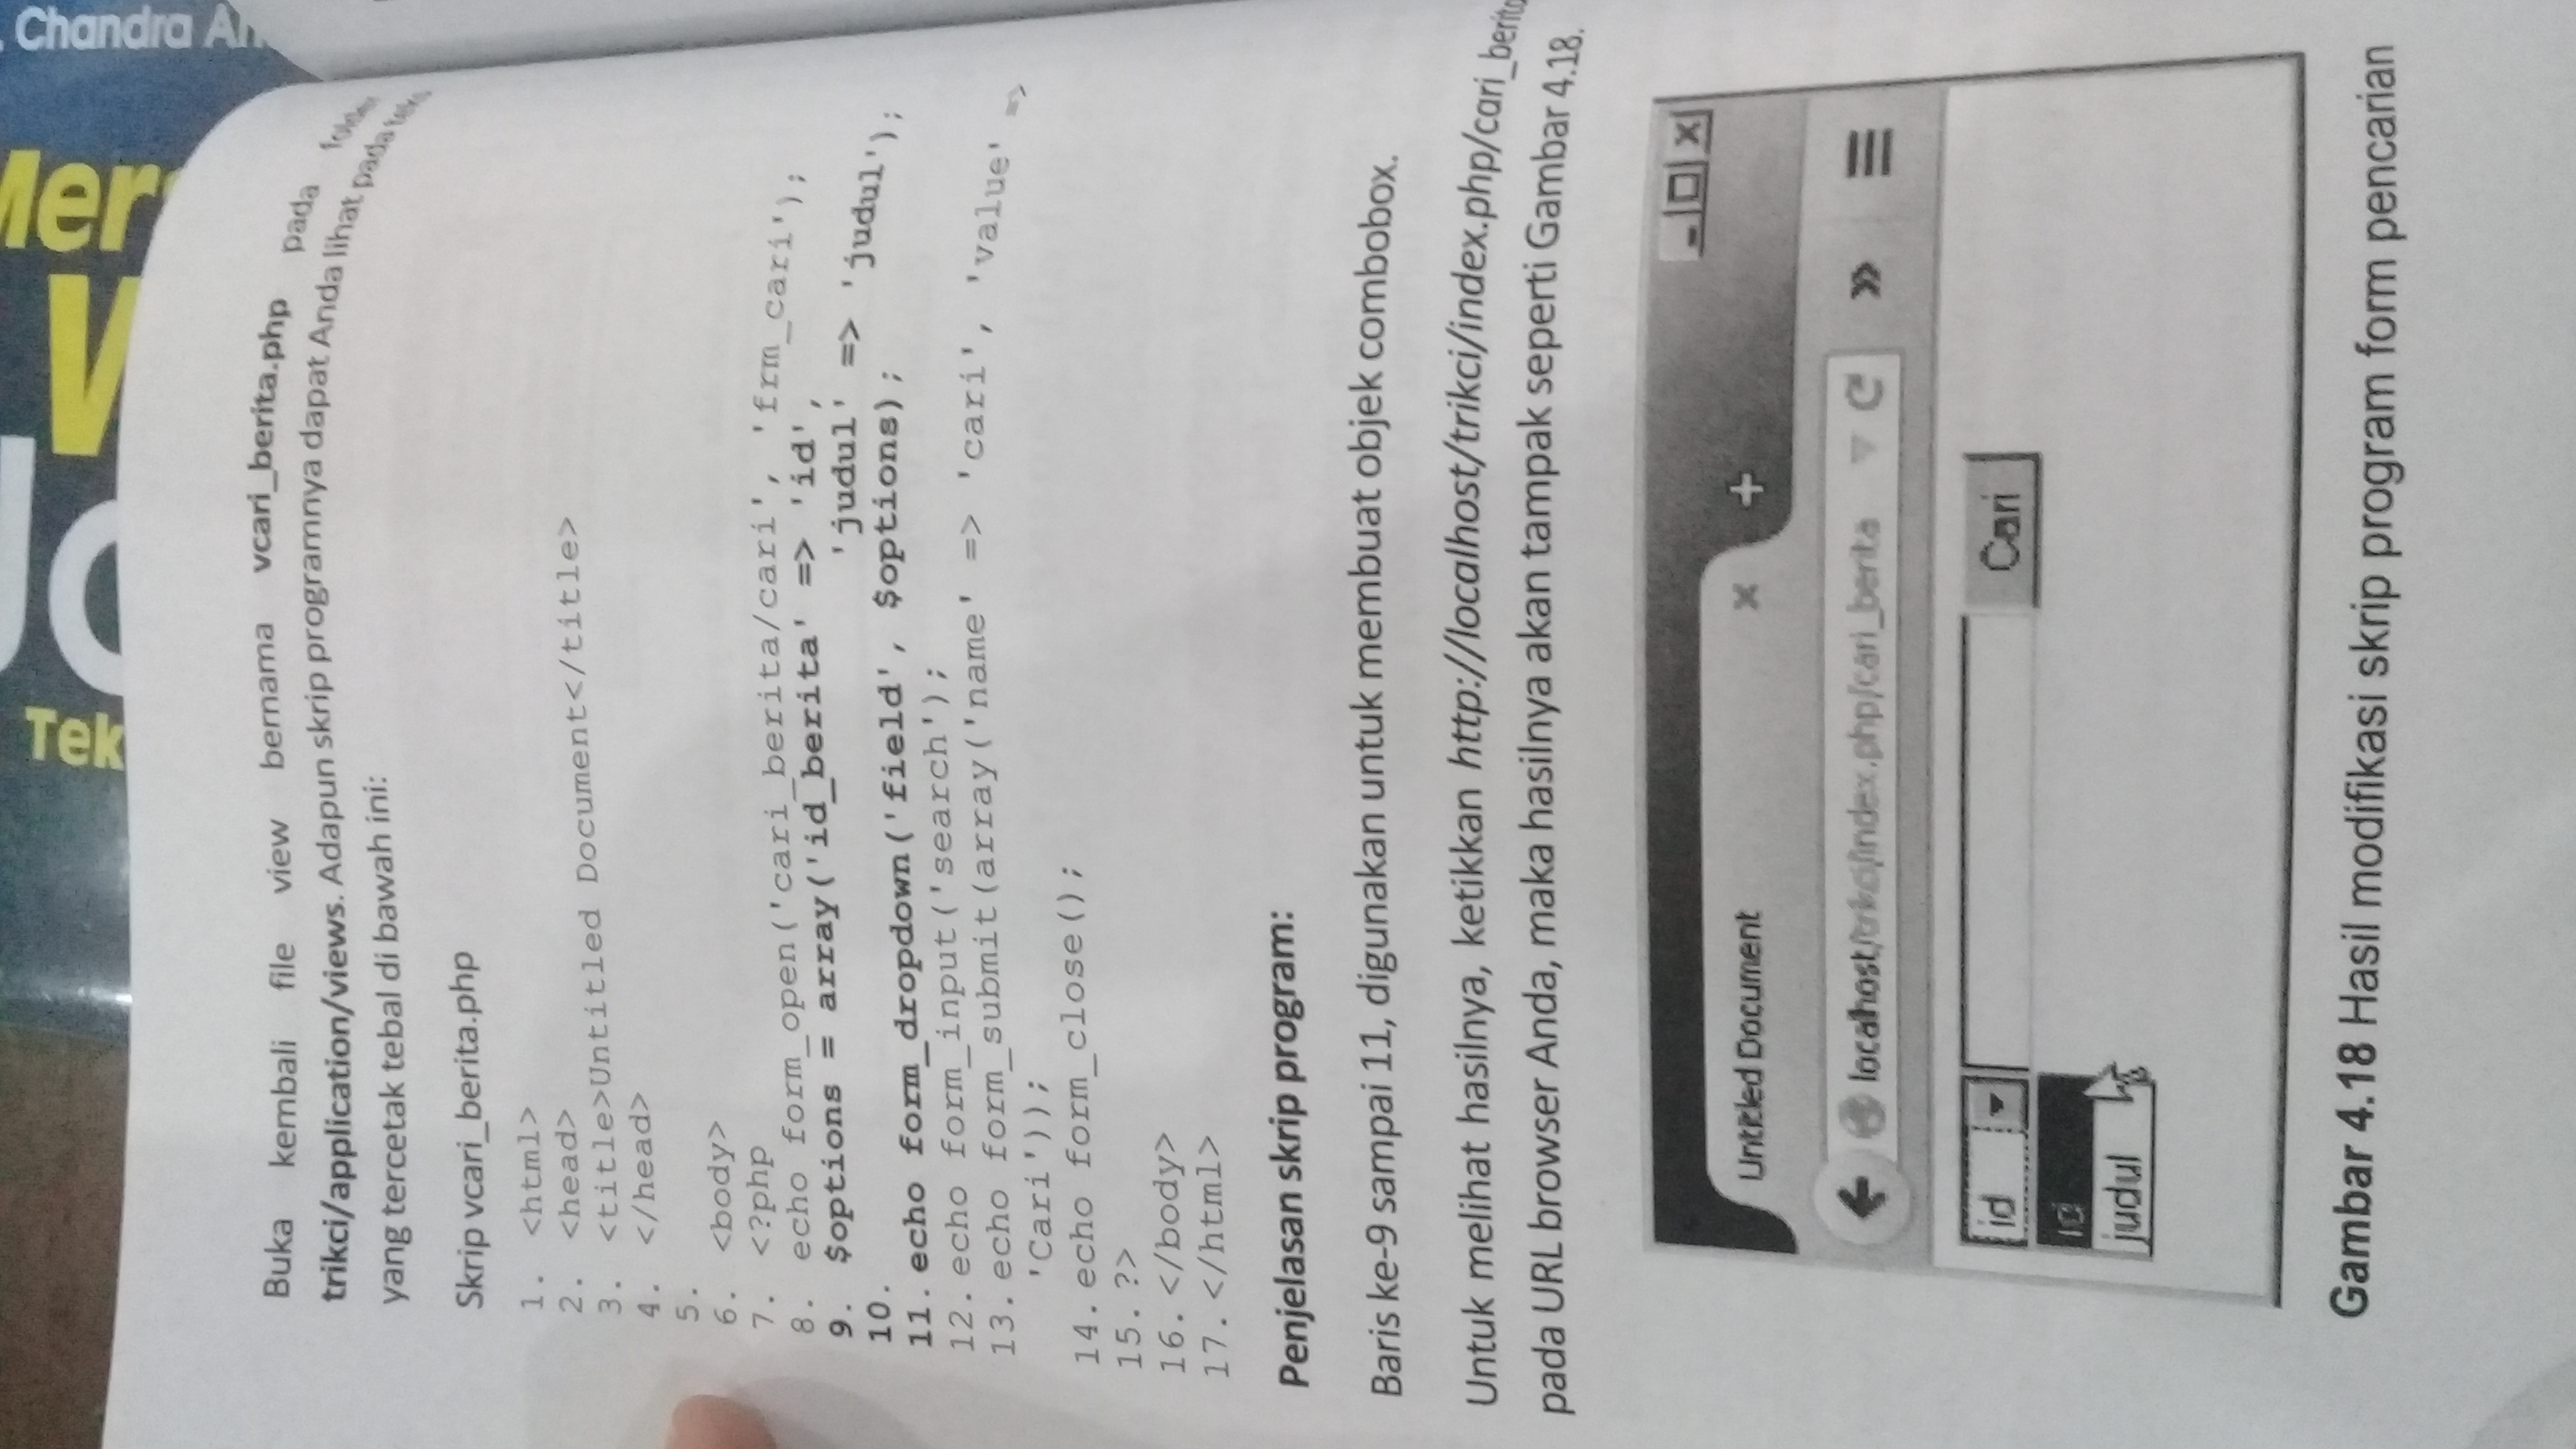 Tek
Mer
. Chandra A
Buka kembali file view bernama vcari_berita.php pada folder
trikci/application/views. Adapun skrip programnya dapat Anda lihat pada teks
yang tercetak tebal di bawah ini:
Skrip vcari_berita.php
1. <html>
2. <head>
3. <title>Untitled Document</title>
4. </head>
5.
6. <body>
7. <?php
8. echo form_open('cari_berita/cari', 'frm_cari');
9. $options = array('id_berita' => 'id',
10. 'judul' => 'judul');
11. echo form_dropdown('field', $options);
12. echo form_input('search');
13. echo form_submit(array('name' => 'cari', 'value' =>
'Cari'));
14. echo form_close();
15. ?>
16. </body>
17. </html>
Penjelasan skrip program:
Baris ke-9 sampai 11, digunakan untuk membuat objek combobox.
Untuk melihat hasilnya, ketikkan http://localhost/trikci/index.php/cari_berita
pada URL browser Anda, maka hasilnya akan tampak seperti Gambar 4.18.
Untitled Document
localhost/trikci/index.php/cari_berita
id Cari
id
judul
Gambar 4.18 Hasil modifikasi skrip program form pencarian